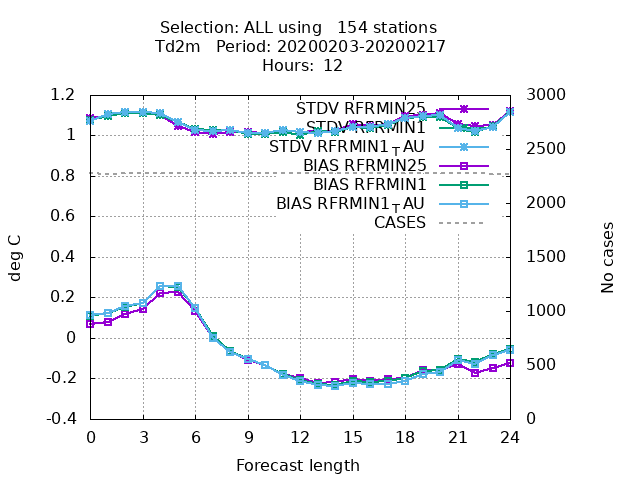 Selection: ALL using   154 stations
Td2m   Period: 20200203-20200217
Hours:  12
STDV RFRMIN25
STDV RFRMIN1
STDV RFRMIN1_TAU
BIAS RFRMIN25
BIAS RFRMIN1
BIAS RFRMIN1_TAU
CASES
1.2
1
0.8
0.6
0.4
0.2
0
-0.2
-0.4
deg C
3000
2500
2000
1500
1000
500
0
No cases
0 3 6 9 12 15 18 21 24
Forecast length